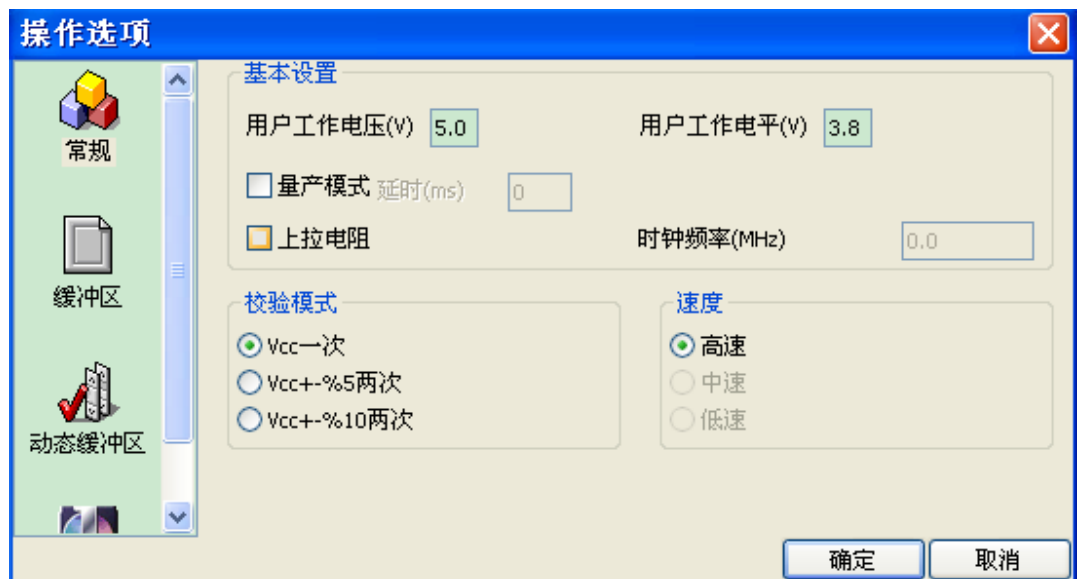 操作选项
常规
缓冲区
动态缓冲区
基本设置
用户工作电压(V) 5.0 用户工作电平(V) 3.8
量产模式 延时(ms) 0
上拉电阻 时钟频率(MHz) 0.0
校验模式
Vcc一次
Vcc+-%5两次
Vcc+-%10两次
速度
高速
中速
低速
确定 取消